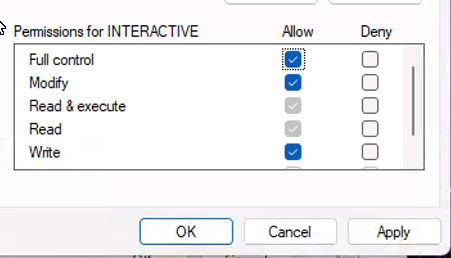 Permissions for INTERACTIVE Allow Deny
Full control
Modify
Read & execute
Read
Write
OK Cancel Apply